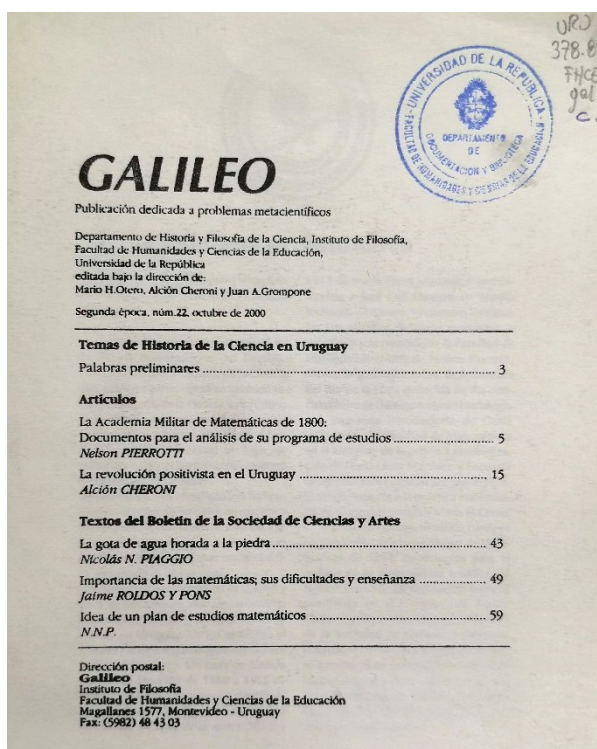 URU
378.8
FHCE
gal
c.
UNIVERSIDAD DE LA REPUBLICA
FACULTAD DE HUMANIDADES Y CIENCIAS DE LA EDUCACION
DEPARTAMENTO
DE
DOCUMENTACION Y BIBLIOTECA
GALILEO
Publicación dedicada a problemas metacientíficos
Departamento de Historia y Filosofía de la Ciencia, Instituto de Filosofía,
Facultad de Humanidades y Ciencias de la Educación,
Universidad de la República
editada bajo la dirección de:
Mario H.Otero, Alción Cheroni y Juan A.Grompone
Segunda época, núm.22, octubre de 2000
Temas de Historia de la Ciencia en Uruguay
Palabras preliminares ........ 3
Artículos
La Academia Militar de Matemáticas de 1800:
Documentos para el análisis de su programa de estudios ........ 5
Nelson PIERROTTI
La revolución positivista en el Uruguay ........ 15
Alción CHERONI
Textos del Boletín de la Sociedad de Ciencias y Artes
La gota de agua horada a la piedra ........ 43
Nicolás N. PIAGGIO
Importancia de las matemáticas; sus dificultades y enseñanza ........ 49
Jaime ROLDOS Y PONS
Idea de un plan de estudios matemáticos ........ 59
N.N.P.
Dirección postal:
Galileo
Instituto de Filosofía
Facultad de Humanidades y Ciencias de la Educación
Magallanes 1577, Montevideo - Uruguay
Fax: (5982) 48 43 03